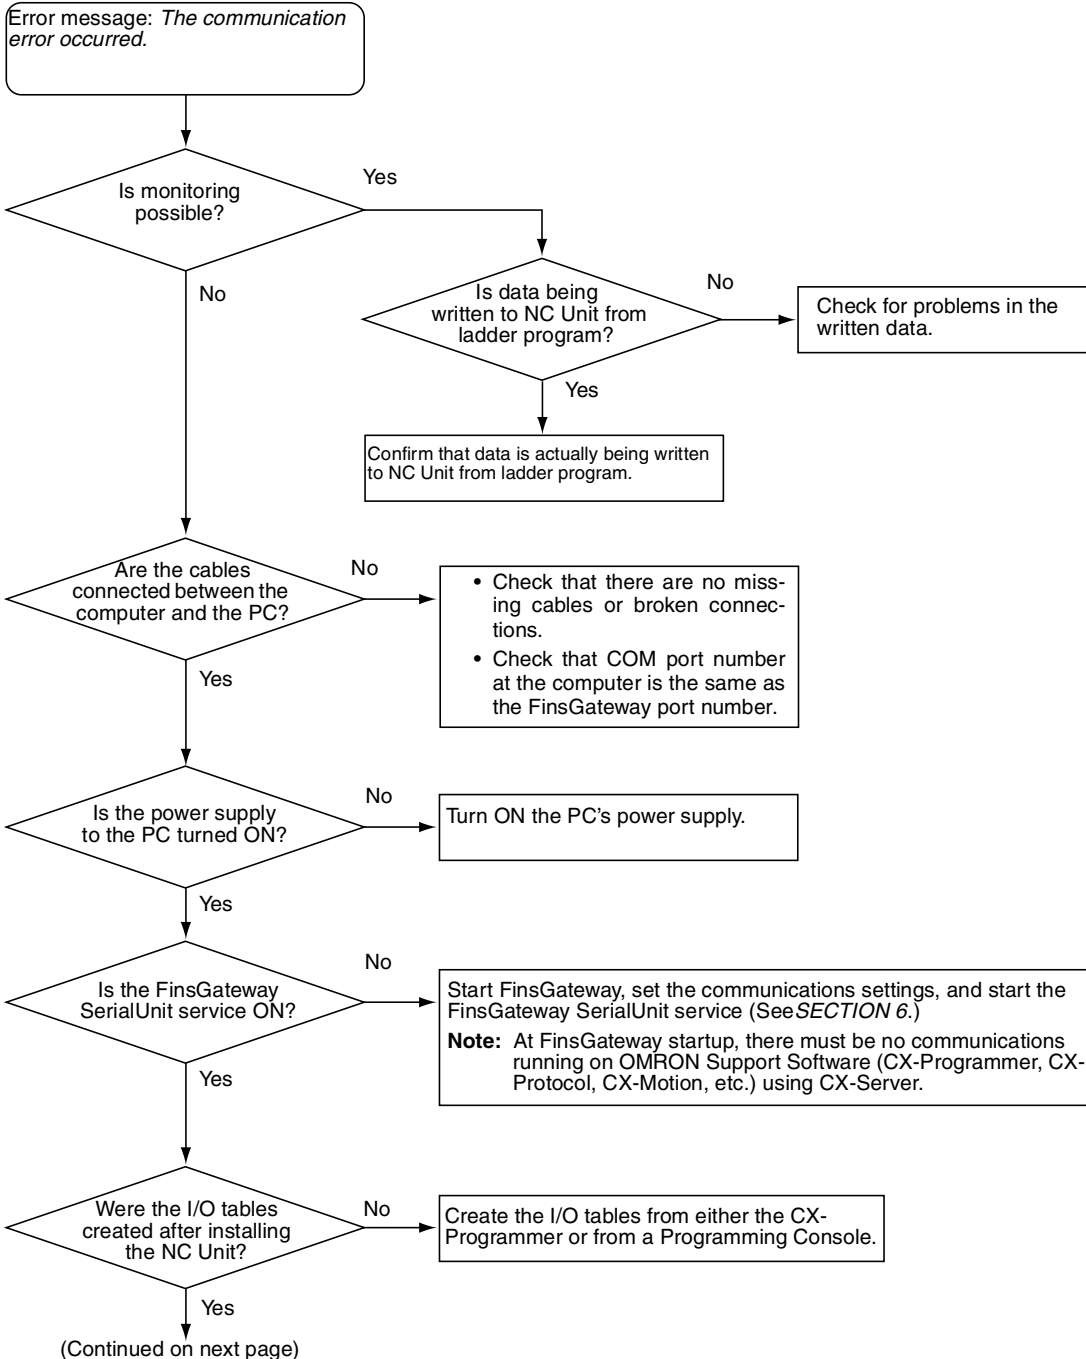 Error message: The communication
error occurred.
Is monitoring
possible?
Yes
No
Is data being
written to NC Unit from
ladder program?
No
Check for problems in the
written data.
Yes
Confirm that data is actually being written
to NC Unit from ladder program.
Are the cables
connected between the
computer and the PC?
No
• Check that there are no miss-
ing cables or broken connec-
tions.
• Check that COM port number
at the computer is the same as
the FinsGateway port number.
Yes
Is the power supply
to the PC turned ON?
No
Turn ON the PC’s power supply.
Yes
Is the FinsGateway
SerialUnit service ON?
No
Start FinsGateway, set the communications settings, and start the
FinsGateway SerialUnit service (SeeSECTION 6.)
Note: At FinsGateway startup, there must be no communications
running on OMRON Support Software (CX-Programmer, CX-
Protocol, CX-Motion, etc.) using CX-Server.
Yes
Were the I/O tables
created after installing
the NC Unit?
No
Create the I/O tables from either the CX-
Programmer or from a Programming Console.
Yes
(Continued on next page)